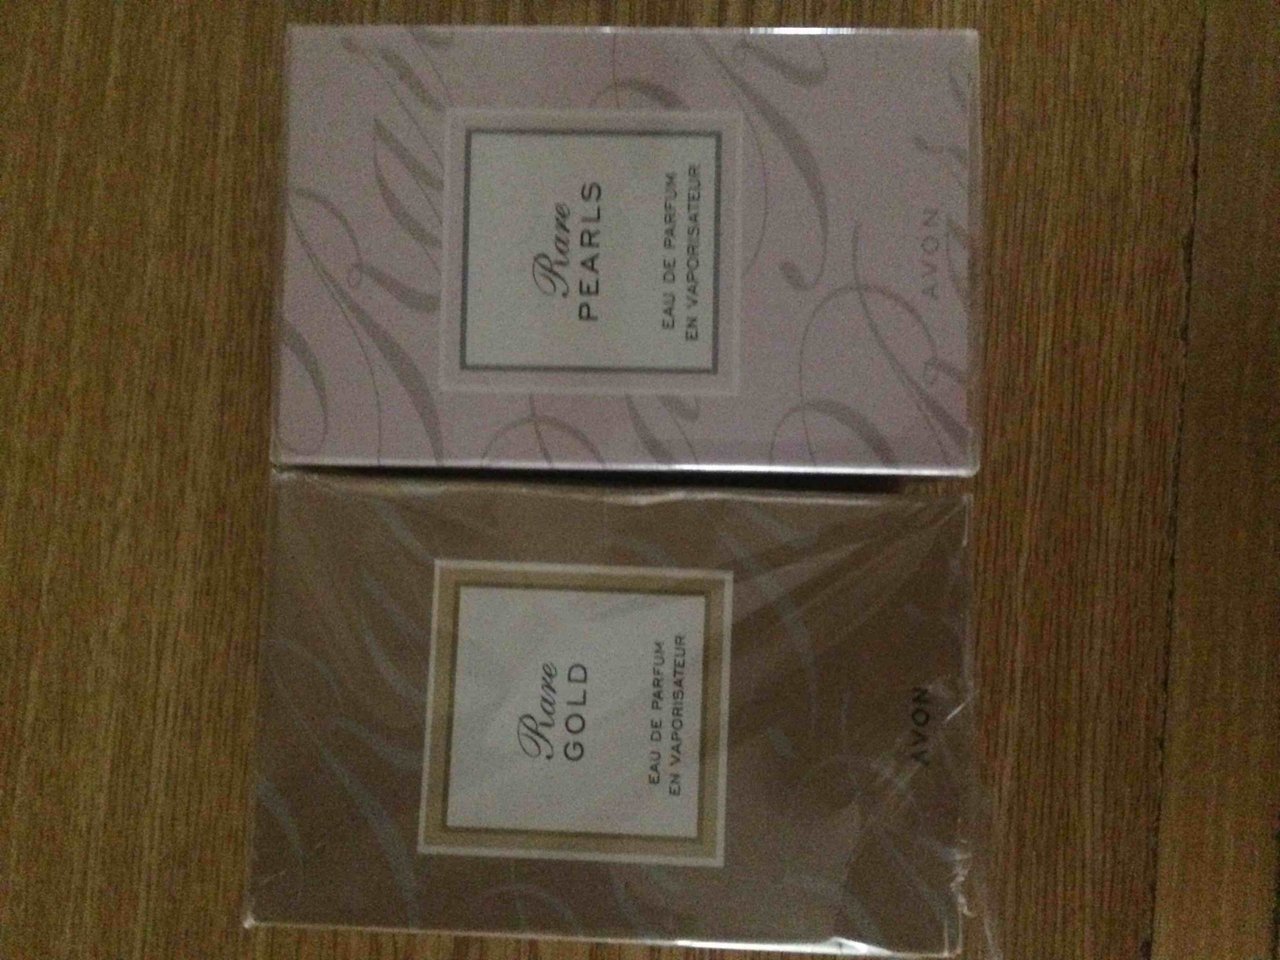 Rare
PEARLS
EAU DE PARFUM
EN VAPORISATEUR
AVON
Rare
GOLD
EAU DE PARFUM
EN VAPORISATEUR
AVON